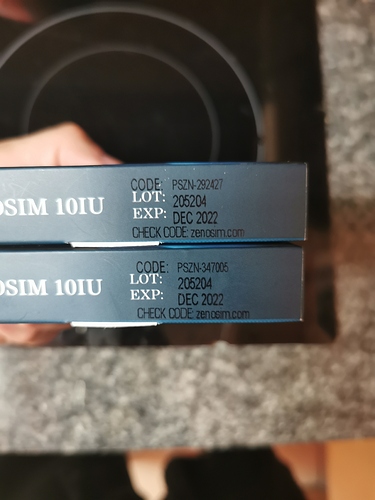 OSIM 10IU
CODE: PSZN-292427
LOT: 205204
EXP: DEC 2022
CHECK CODE: zenosim.com
OSIM 10IU
CODE: PSZN-347005
LOT: 205204
EXP: DEC 2022
CHECK CODE: zenosim.com